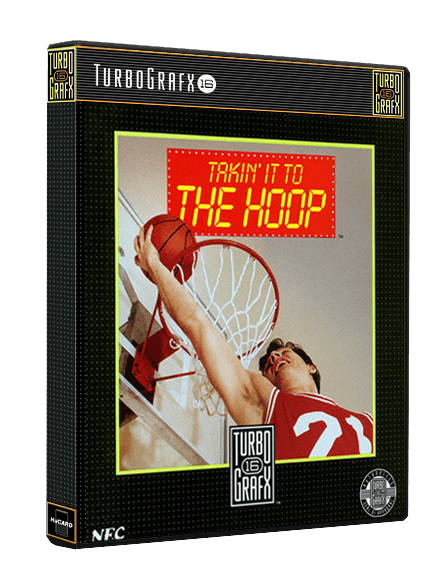 TURBO
16
GRAFX
TURBOGRAFX 16
TURBO
16
GRAFX
TAKIN' IT TO
THE HOOP
™
21
TURBO
16
GRAFX
™
HuCARD
NEC